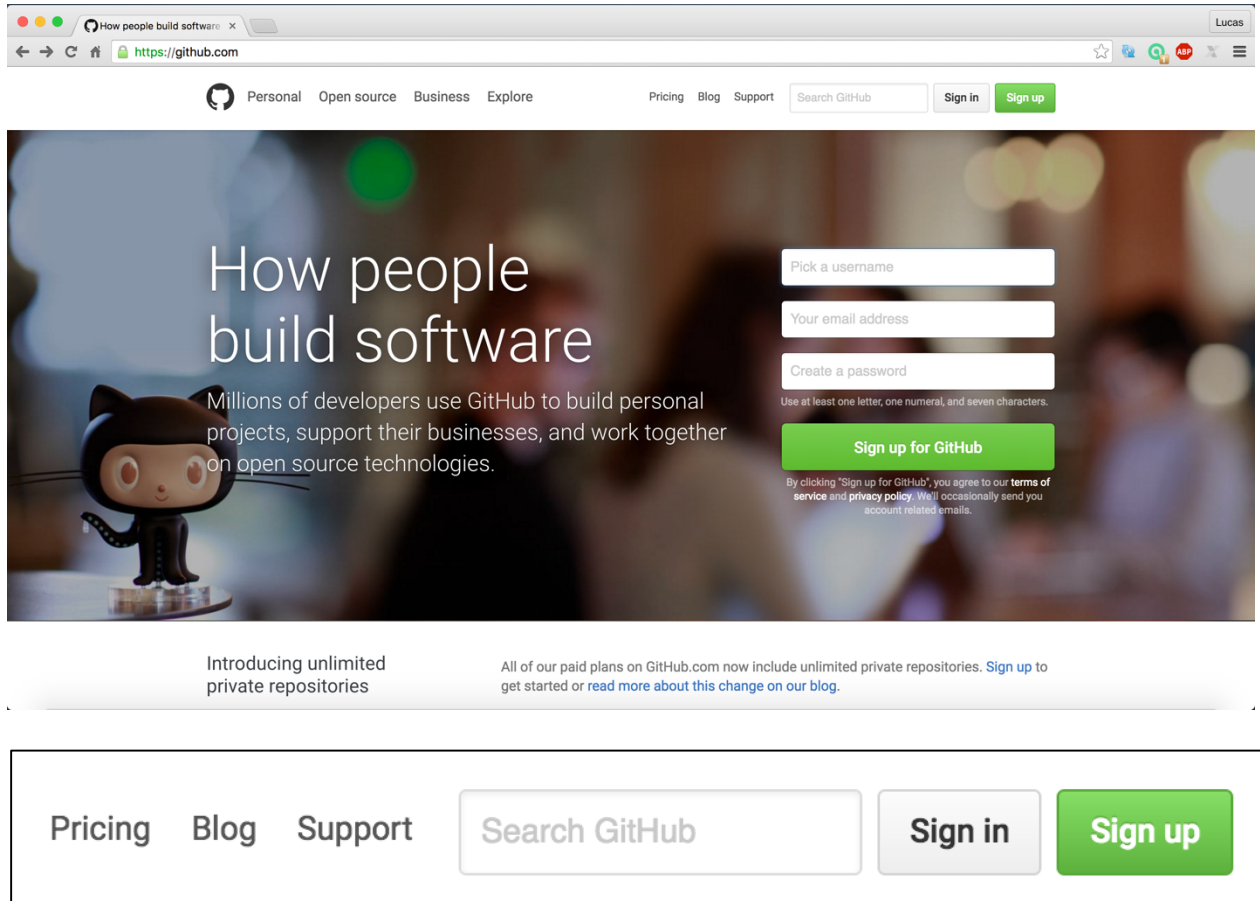 How people build software
Lucas
https://github.com
Personal Open source Business Explore Pricing Blog Support Search GitHub Sign in Sign up
How people
build software
Millions of developers use GitHub to build personal
projects, support their businesses, and work together
on open source technologies.
Pick a username
Your email address
Create a password
Use at least one letter, one numeral, and seven characters.
Sign up for GitHub
By clicking "Sign up for GitHub", you agree to our terms of
service and privacy policy. We'll occasionally send you
account related emails.
Introducing unlimited
private repositories
All of our paid plans on GitHub.com now include unlimited private repositories. Sign up to
get started or read more about this change on our blog.
Pricing Blog Support Search GitHub Sign in Sign up